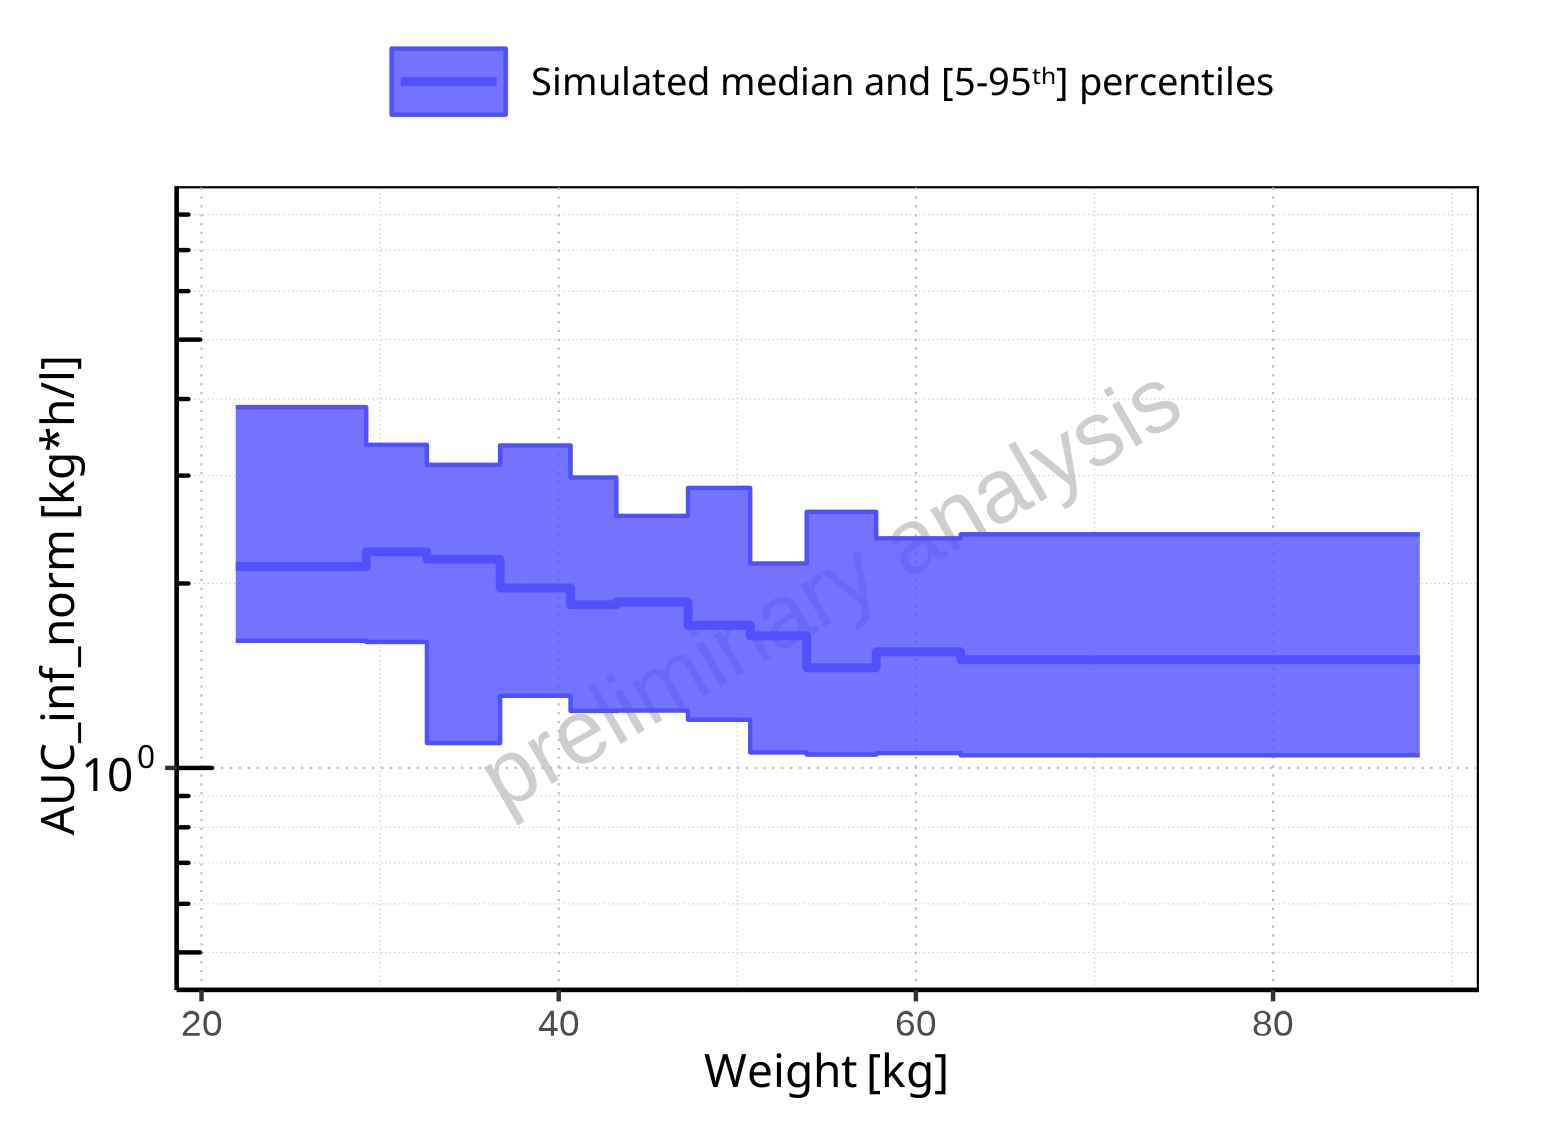 Simulated median and [5-95ᵗʰ] percentiles
AUC_inf_norm [kg*h/l]
10⁰
preliminary analysis
20 40 60 80
Weight [kg]